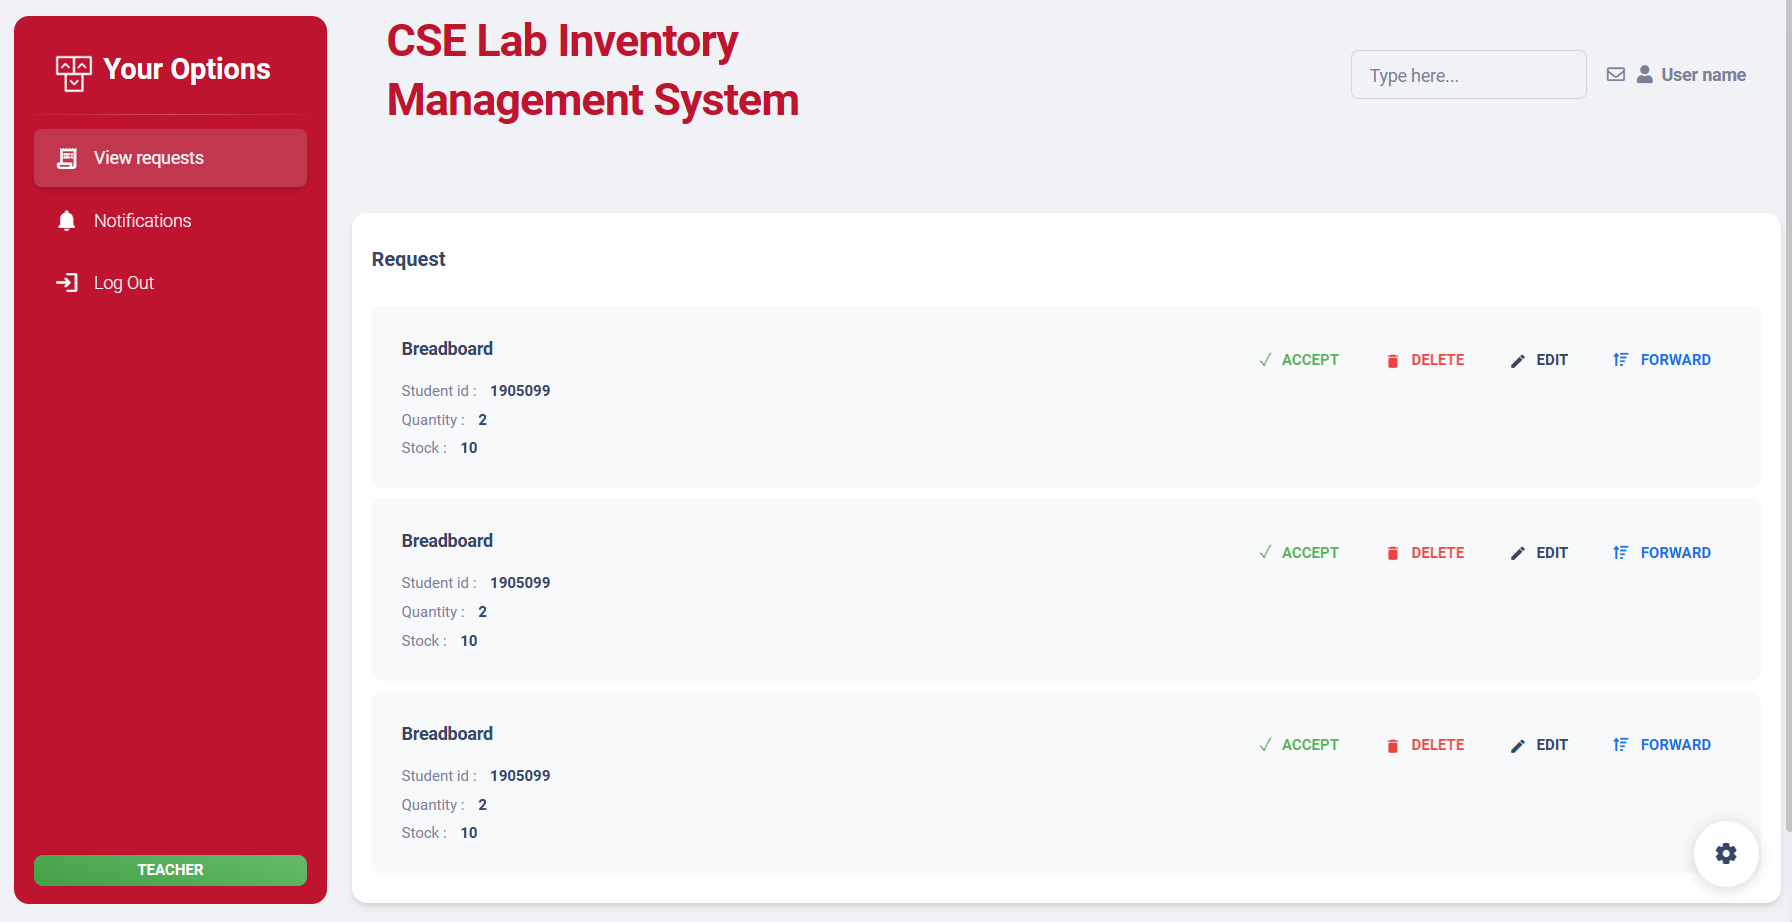 Your Options
View requests
Notifications
Log Out
TEACHER
CSE Lab Inventory
Management System
Type here...
User name
Request
Breadboard
ACCEPT DELETE EDIT FORWARD
Student id : 1905099
Quantity : 2
Stock : 10
Breadboard
ACCEPT DELETE EDIT FORWARD
Student id : 1905099
Quantity : 2
Stock : 10
Breadboard
ACCEPT DELETE EDIT FORWARD
Student id : 1905099
Quantity : 2
Stock : 10